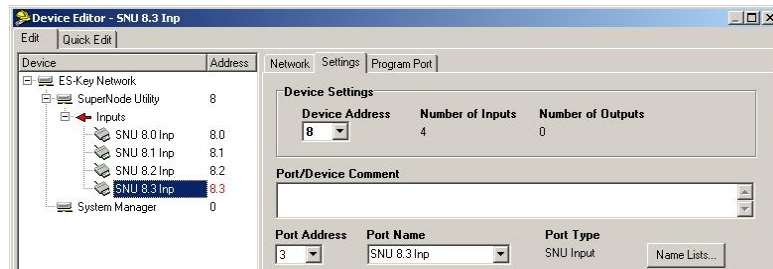 Device Editor - SNU 8.3 Inp
Edit Quick Edit
Device Address
ES-Key Network
SuperNode Utility 8
Inputs
SNU 8.0 Inp 8.0
SNU 8.1 Inp 8.1
SNU 8.2 Inp 8.2
SNU 8.3 Inp 8.3
System Manager 0
Network Settings Program Port
Device Settings
Device Address Number of Inputs Number of Outputs
8 4 0
Port/Device Comment
Port Address Port Name Port Type
3 SNU 8.3 Inp SNU Input Name Lists...